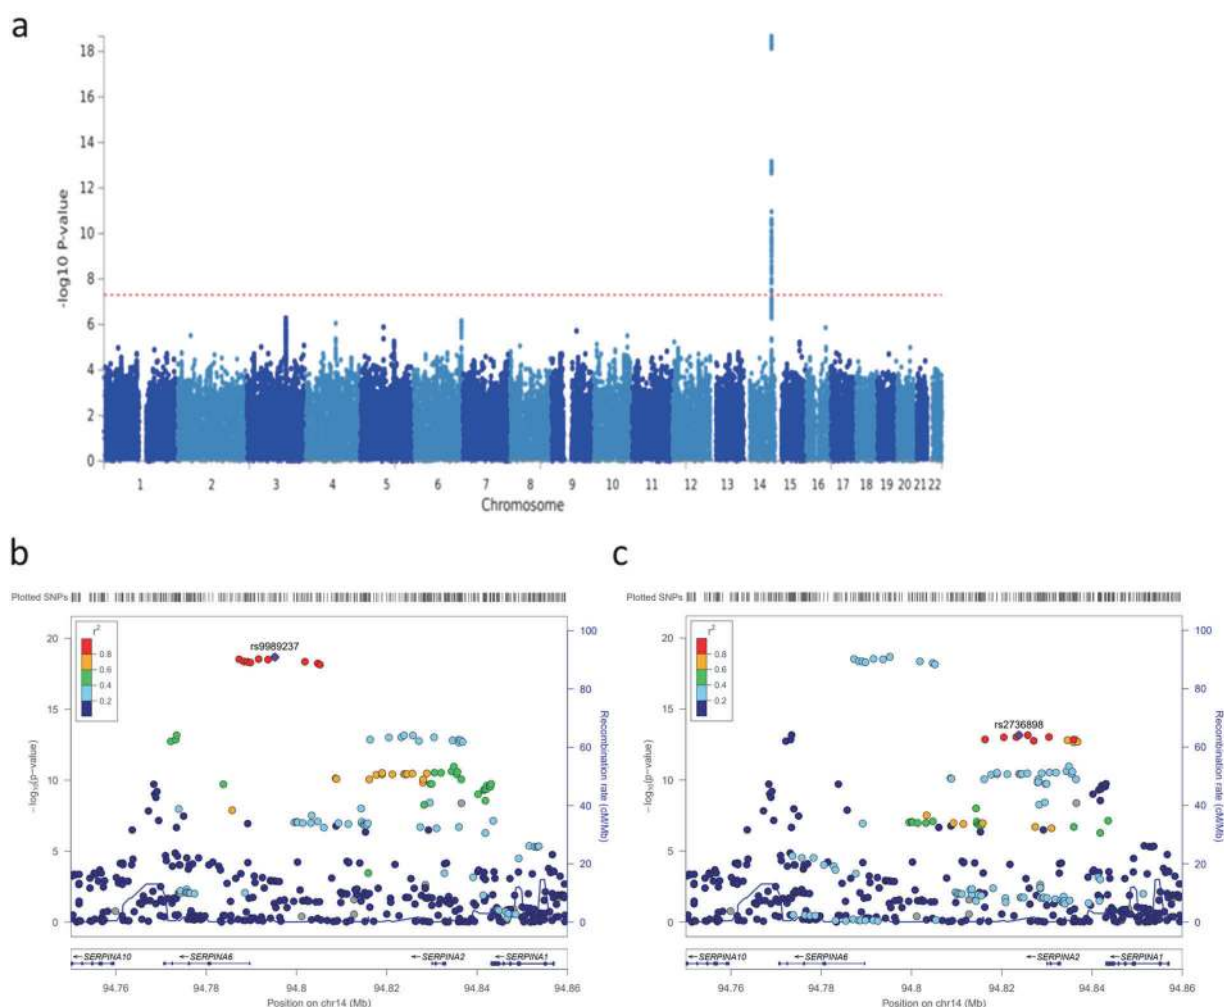 a
18
16
14
12
10
8
6
4
2
0
-log10 P-value
1 2 3 4 5 6 7 8 9 10 11 12 13 14 15 16 17 18 19 20 21 22
Chromosome
b
Plotted SNPs
20
15
10
5
0
− log10(p-value)
r2
0.8
0.6
0.4
0.2
rs9989237
100
80
60
40
20
0
Recombination rate (cM/Mb)
←SERPINA10 ←SERPINA6 ←SERPINA2 ←SERPINA1
94.76 94.78 94.8 94.82 94.84 94.86
Position on chr14 (Mb)
c
Plotted SNPs
20
15
10
5
0
− log10(p-value)
r2
0.8
0.6
0.4
0.2
rs2736898
100
80
60
40
20
0
Recombination rate (cM/Mb)
←SERPINA10 ←SERPINA6 ←SERPINA2 ←SERPINA1
94.76 94.78 94.8 94.82 94.84 94.86
Position on chr14 (Mb)